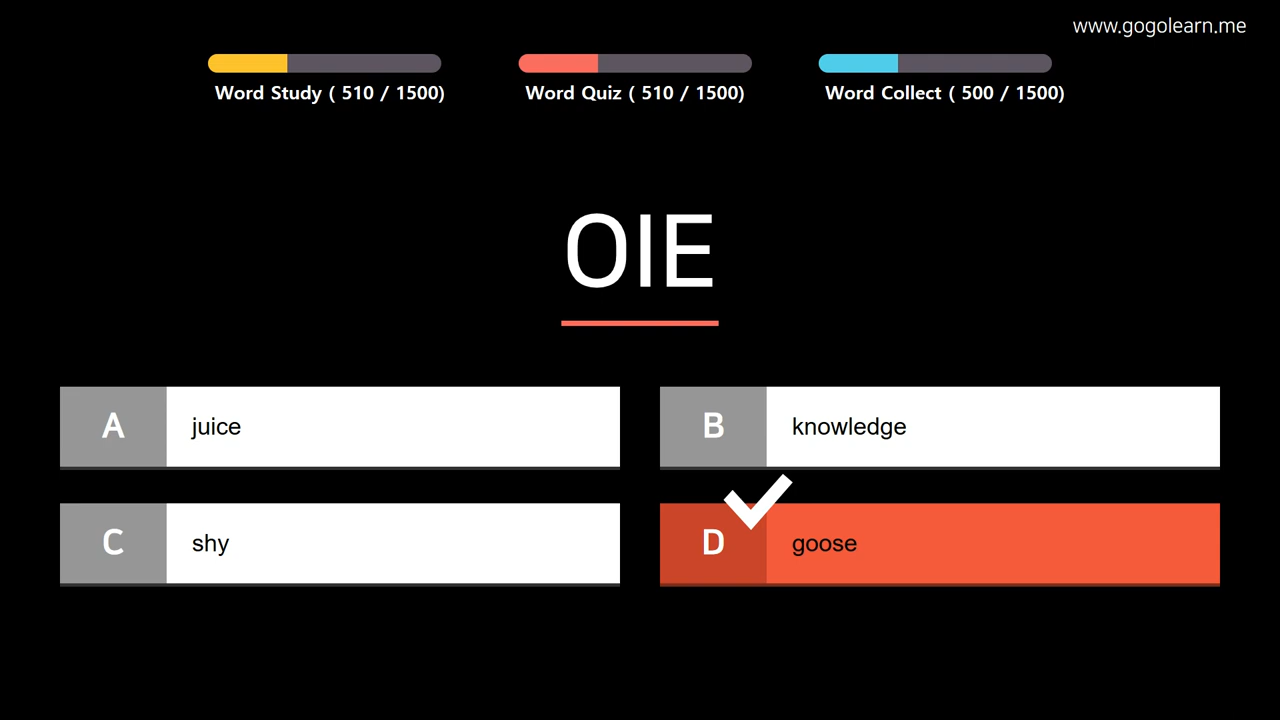 www.gogolearn.me
Word Study ( 510 / 1500)
Word Quiz ( 510 / 1500)
Word Collect ( 500 / 1500)
OIE
A juice
B knowledge
C shy
D goose